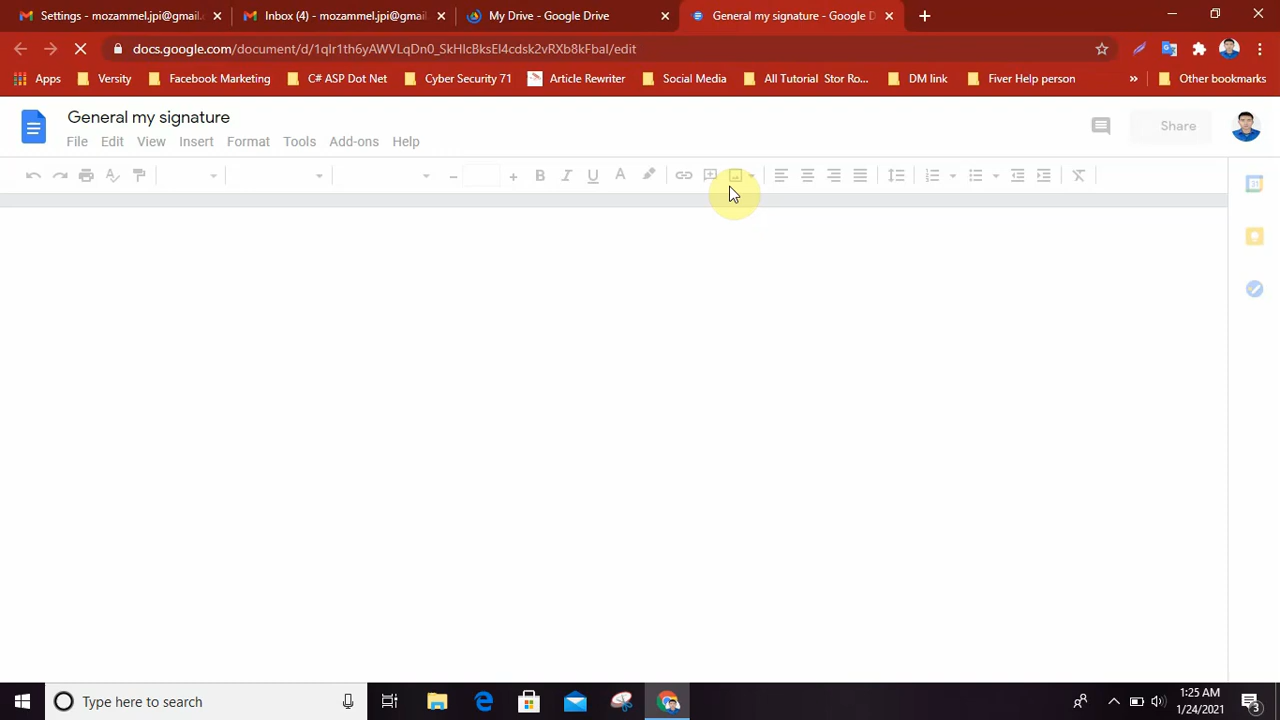 Settings - mozammel.jpi@gmail.c
Inbox (4) - mozammel.jpi@gmail
My Drive - Google Drive
General my signature - Google D
docs.google.com/document/d/1qlr1th6yAWVLqDn0_SkHlcBksEl4cdsk2vRXb8kFbal/edit
Apps
Versity
Facebook Marketing
C# ASP Dot Net
Cyber Security 71
Article Rewriter
Social Media
All Tutorial Stor Ro...
DM link
Fiver Help person
»
Other bookmarks
General my signature
File
Edit
View
Insert
Format
Tools
Add-ons
Help
Share
Type here to search
1:25 AM
1/24/2021
3